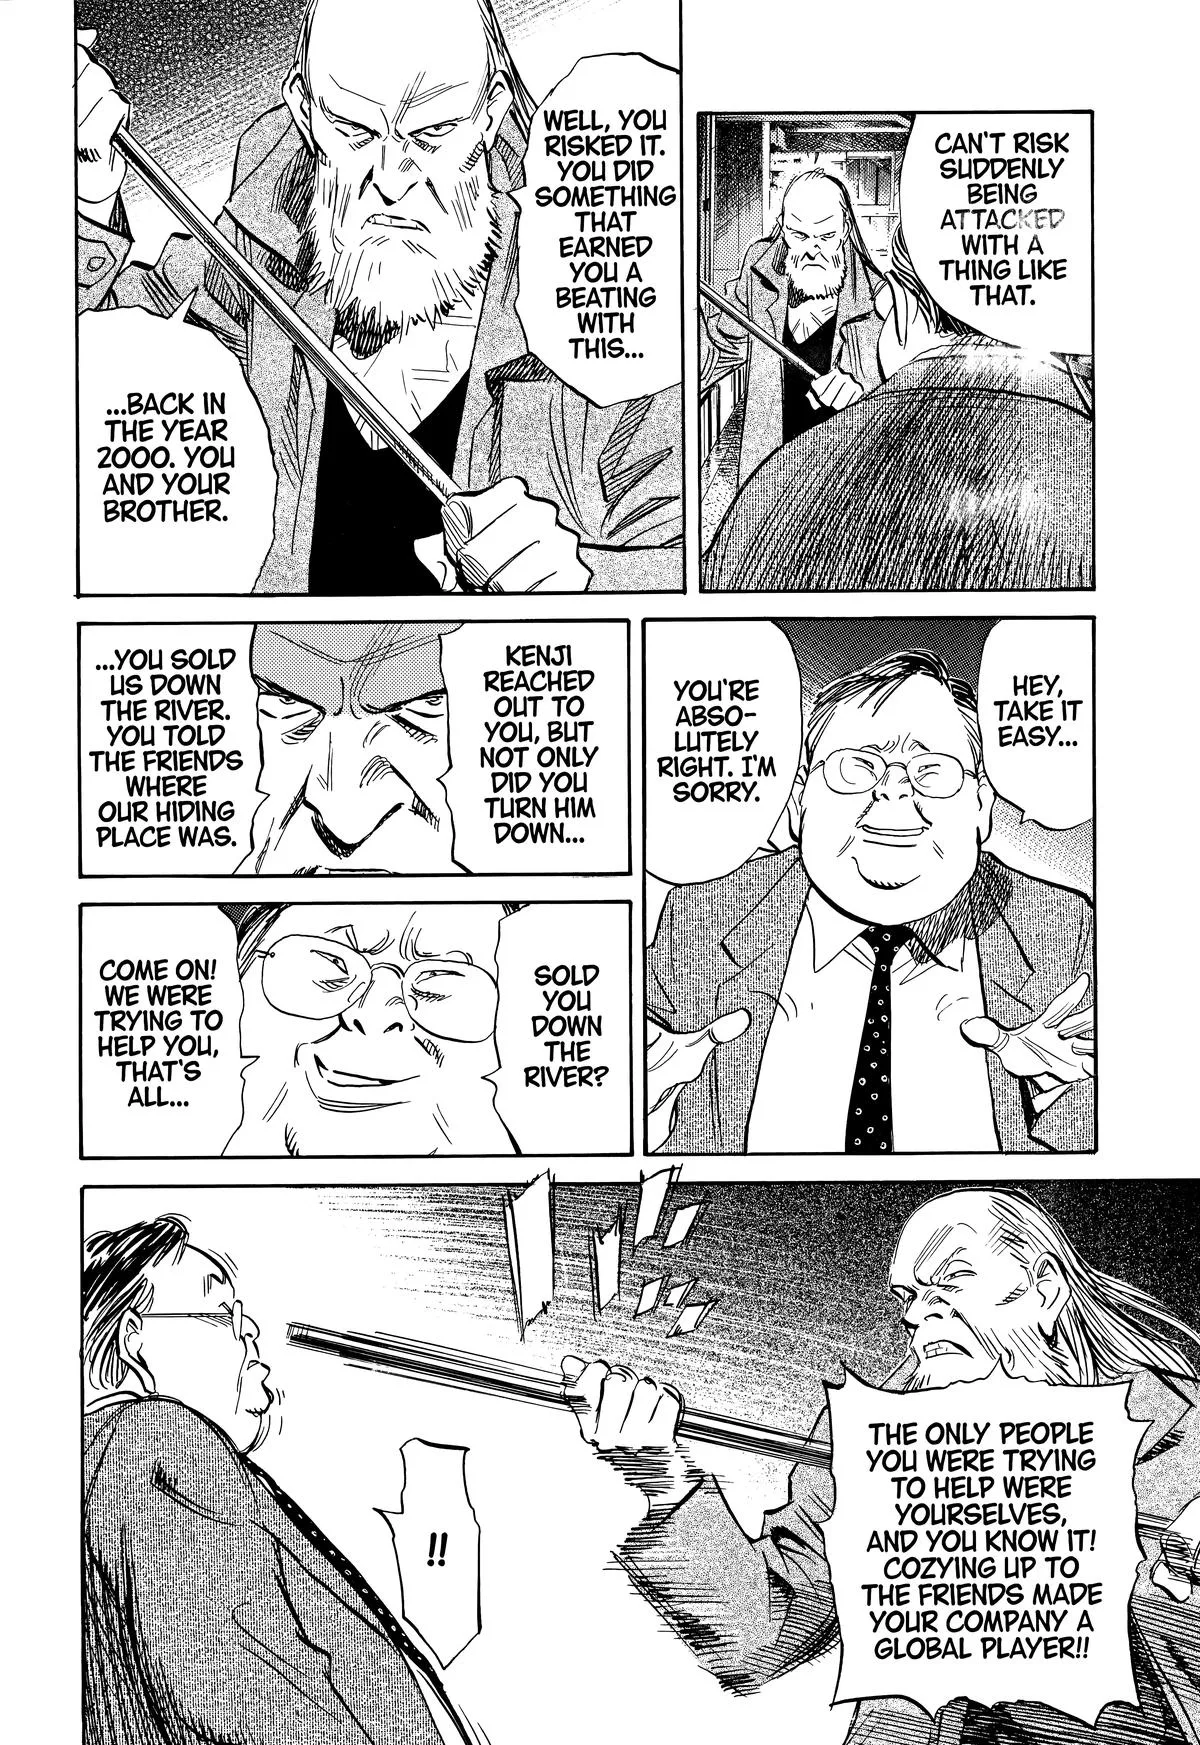 CAN'T RISK
SUDDENLY
BEING
ATTACKED
WITH A
THING LIKE
THAT.
WELL, YOU
RISKED IT.
YOU DID
SOMETHING
THAT
EARNED
YOU A
BEATING
WITH
THIS...
...BACK IN
THE YEAR
2000. YOU
AND YOUR
BROTHER.
HEY,
TAKE IT
EASY...
YOU'RE
ABSO-
LUTELY
RIGHT. I'M
SORRY.
KENJI
REACHED
OUT TO
YOU, BUT
NOT ONLY
DID YOU
TURN HIM
DOWN...
...YOU SOLD
US DOWN
THE RIVER.
YOU TOLD
THE FRIENDS
WHERE
OUR HIDING
PLACE WAS.
SOLD
YOU
DOWN
THE
RIVER?
COME ON!
WE WERE
TRYING TO
HELP YOU,
THAT'S
ALL...
THE ONLY PEOPLE
YOU WERE TRYING
TO HELP WERE
YOURSELVES,
AND YOU KNOW IT!
COZYING UP TO
THE FRIENDS MADE
YOUR COMPANY A
GLOBAL PLAYER!!
!!